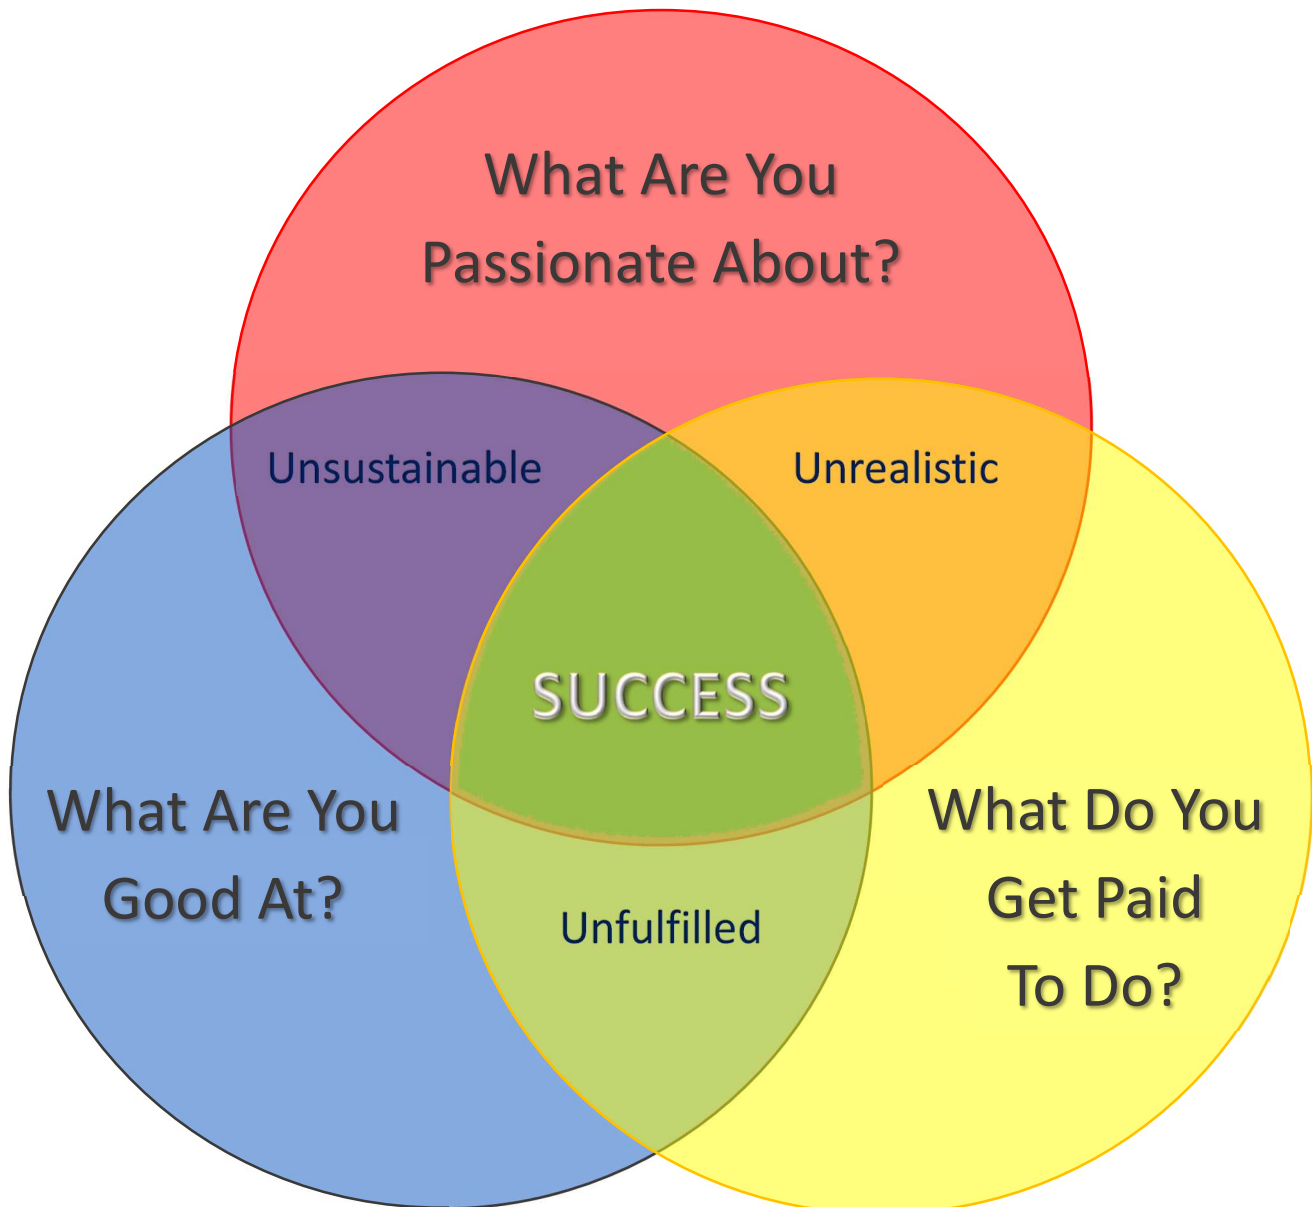 What Are You
Passionate About?
Unsustainable
Unrealistic
SUCCESS
What Are You
Good At?
What Do You
Get Paid
To Do?
Unfulfilled